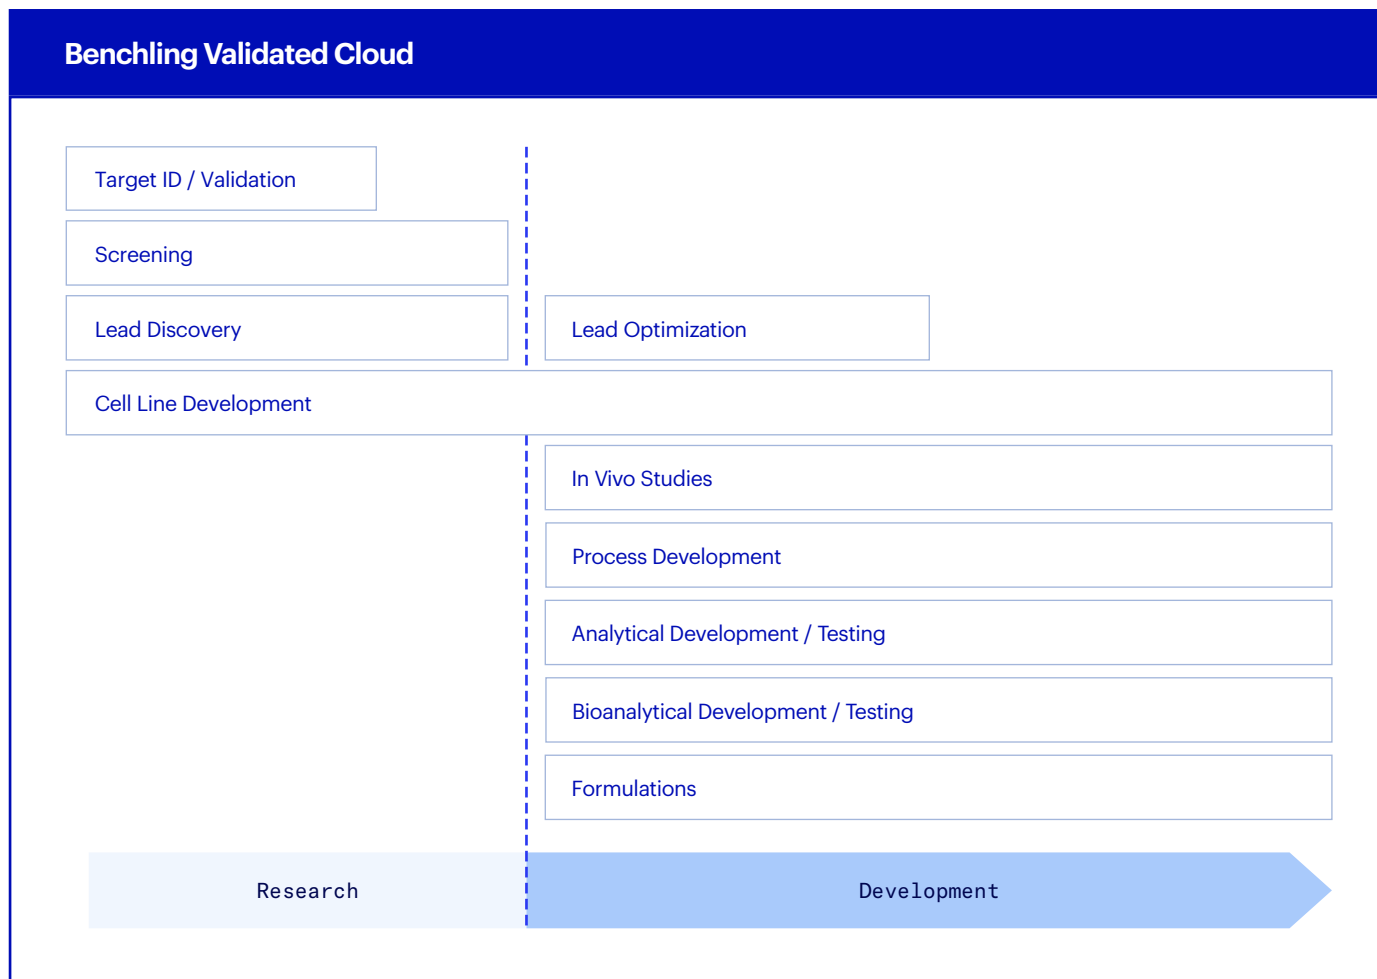 Benchling Validated Cloud
Target ID / Validation
Screening
Lead Discovery
Lead Optimization
Cell Line Development
In Vivo Studies
Process Development
Analytical Development / Testing
Bioanalytical Development / Testing
Formulations
Research
Development